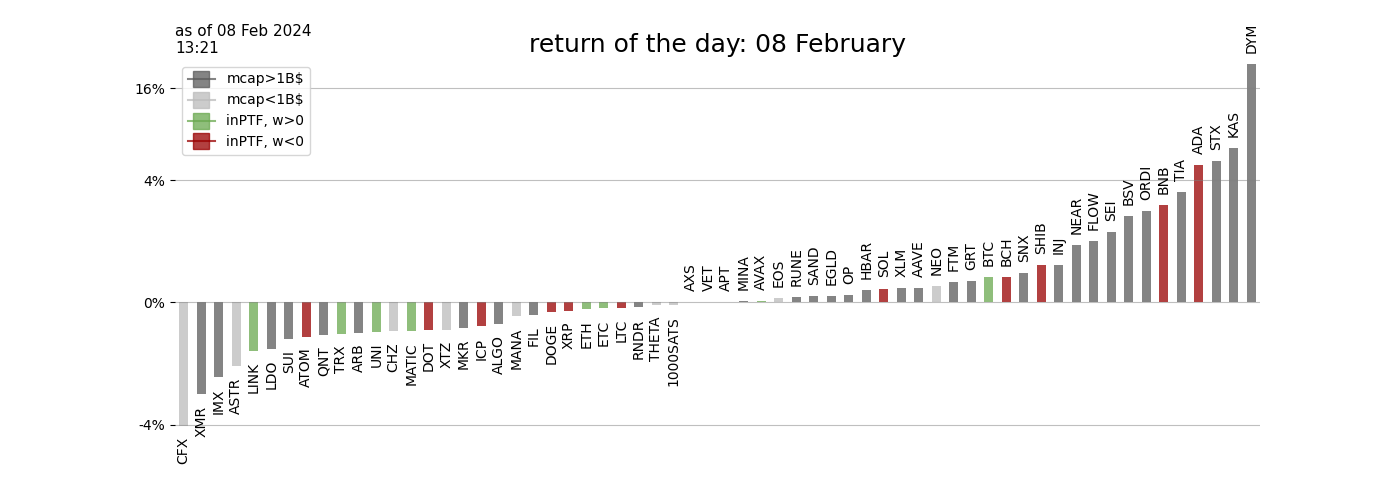 as of 08 Feb 2024
13:21
return of the day: 08 February
mcap>1B$
mcap<1B$
inPTF, w>0
inPTF, w<0
16%
4%
0%
-4%
CFX
XMR
IMX
ASTR
LINK
LDO
SUI
ATOM
QNT
TRX
ARB
UNI
CHZ
MATIC
DOT
XTZ
MKR
ICP
ALGO
MANA
FIL
DOGE
XRP
ETH
ETC
LTC
RNDR
THETA
1000SATS
AXS
VET
APT
MINA
AVAX
EOS
RUNE
SAND
EGLD
OP
HBAR
SOL
XLM
AAVE
NEO
FTM
GRT
BTC
BCH
SNX
SHIB
INJ
NEAR
FLOW
SEI
BSV
ORDI
BNB
TIA
ADA
STX
KAS
DYM